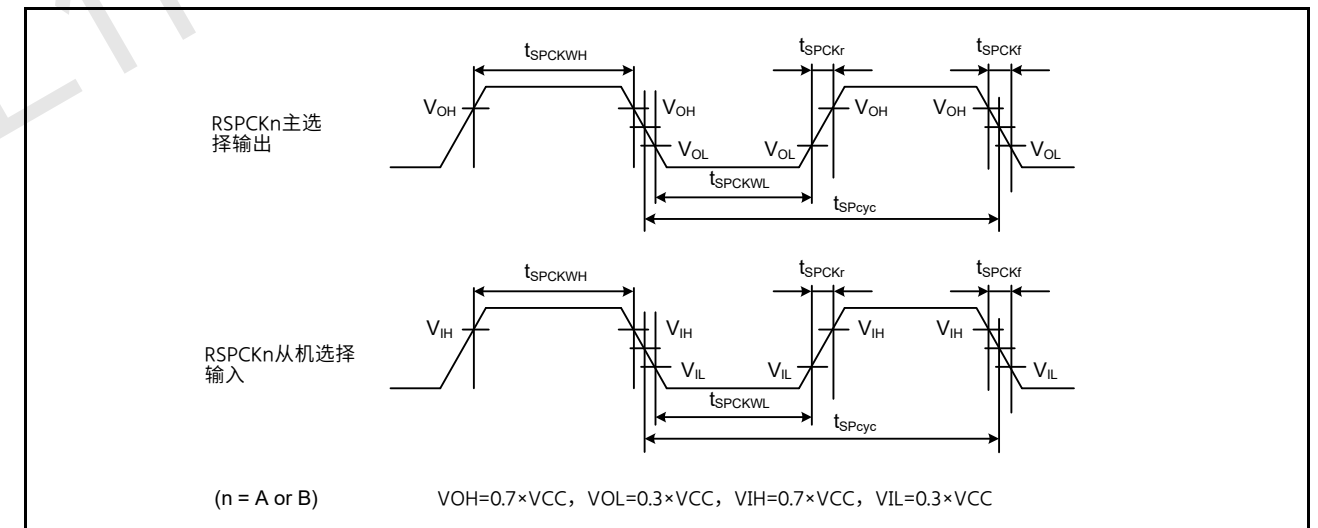 tSPCKWH
tSPCKr
tSPCKf
VOH
VOH
VOH
VOH
RSPCKn主选
择输出
VOL
VOL
VOL
tSPCKWL
tSPcyc
tSPCKWH
tSPCKr
tSPCKf
VIH
VIH
VIH
VIH
RSPCKn从机选择
输入
VIL
VIL
VIL
tSPCKWL
tSPcyc
(n = A or B)
VOH=0.7×VCC，VOL=0.3×VCC，VIH=0.7×VCC，VIL=0.3×VCC